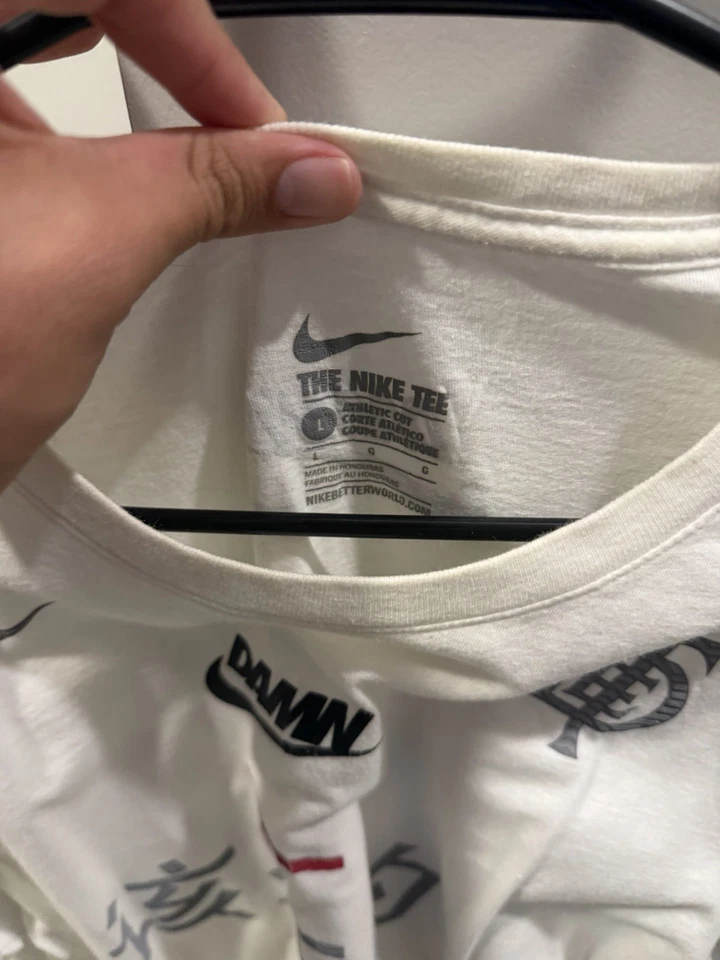 THE NIKE TEE
L
ATHLETIC CUT
CORTE ATLÉTICO
COUPE ATHLÉTIQUE
L G G
MADE IN HONDURAS
FABRIQUÉ AU HONDURAS
NIKEBETTERWORLD.COM
DAMN